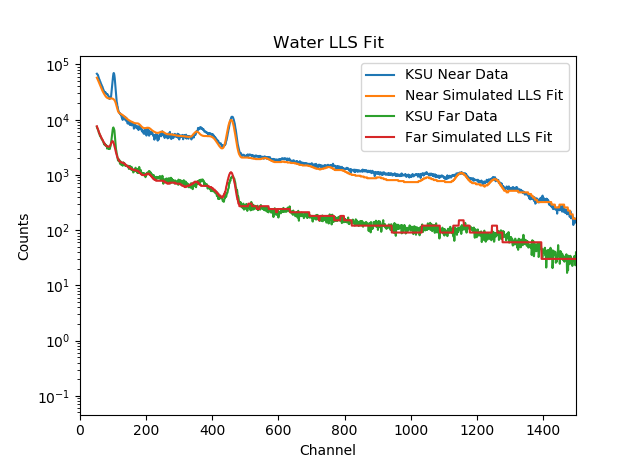 Water LLS Fit
10^5
10^4
10^3
10^2
10^1
10^0
10^−1
Counts
KSU Near Data
Near Simulated LLS Fit
KSU Far Data
Far Simulated LLS Fit
0 200 400 600 800 1000 1200 1400
Channel